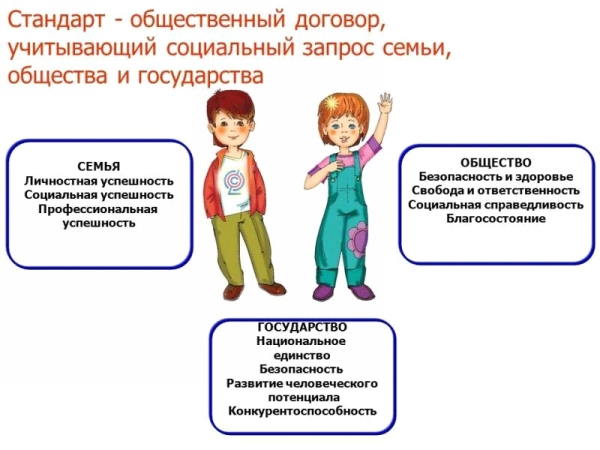 Стандарт - общественный договор,
учитывающий социальный запрос семьи,
общества и государства
СЕМЬЯ
Личностная успешность
Социальная успешность
Профессиональная
успешность
ОБЩЕСТВО
Безопасность и здоровье
Свобода и ответственность
Социальная справедливость
Благосостояние
ГОСУДАРСТВО
Национальное
единство
Безопасность
Развитие человеческого
потенциала
Конкурентоспособность